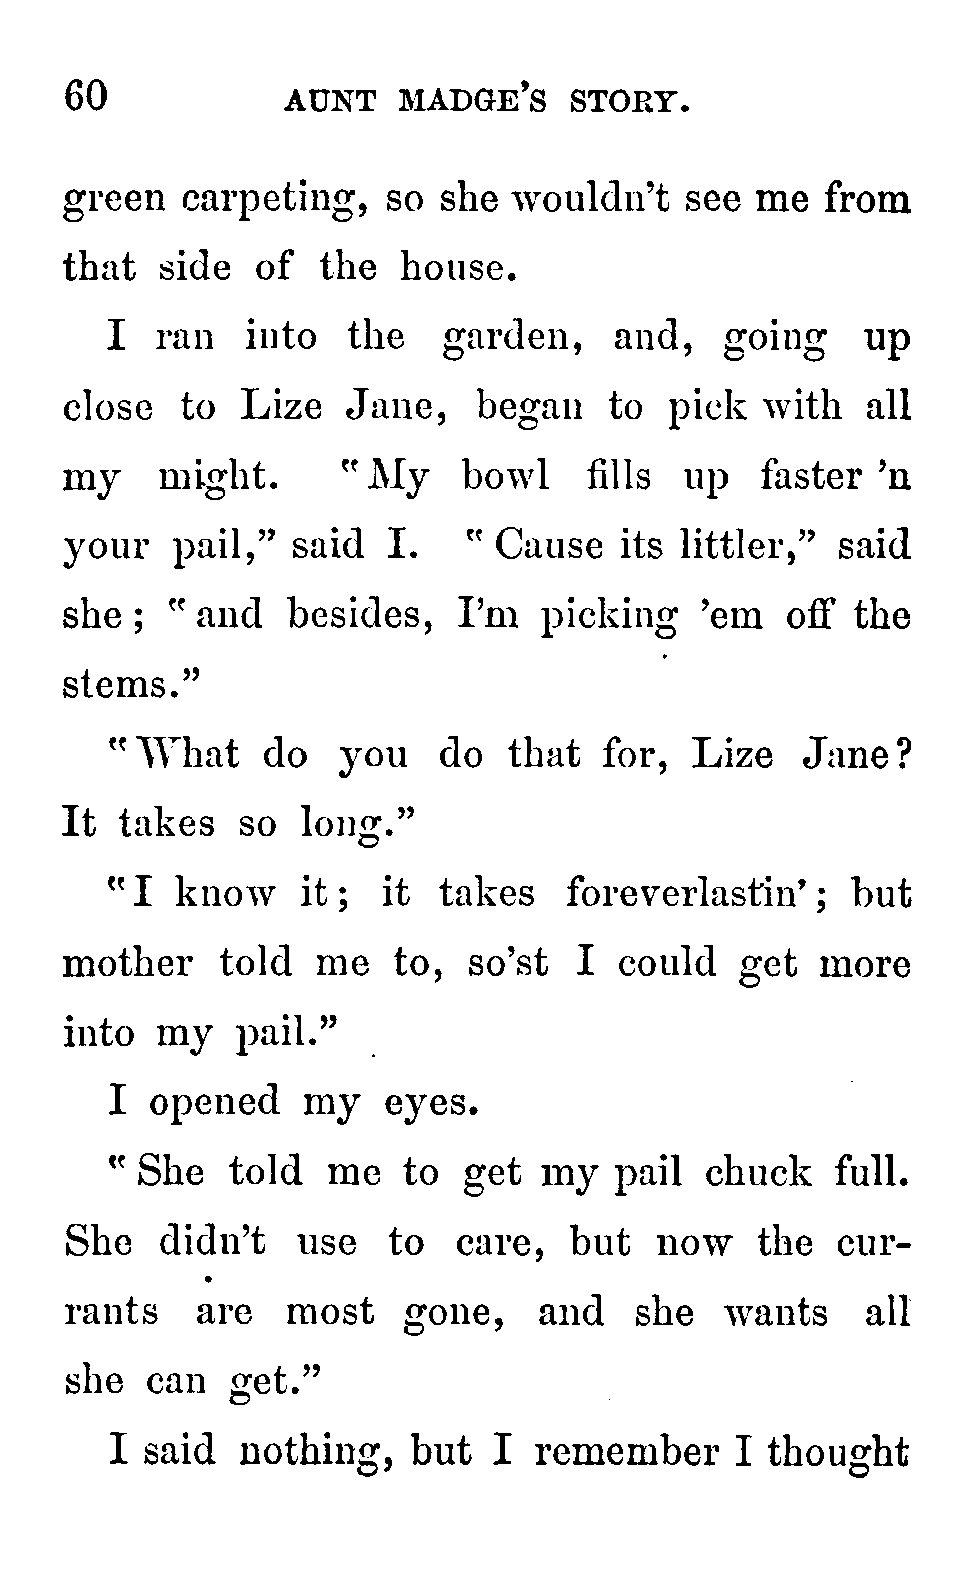 60 AUNT MADGE'S STORY.
green carpeting, so she wouldn't see me from
that side of the house.
I ran into the garden, and, going up
close to Lize Jane, began to pick with all
my might. "My bowl fills up faster 'n
your pail," said I. "Cause its littler," said
she; "and besides, I'm picking 'em off the
stems."
"What do you do that for, Lize Jane?
It takes so long."
"I know it; it takes foreverlastin'; but
mother told me to, so'st I could get more
into my pail."
I opened my eyes.
"She told me to get my pail chuck full.
She didn't use to care, but now the cur-
rants are most gone, and she wants all
she can get."
I said nothing, but I remember I thought